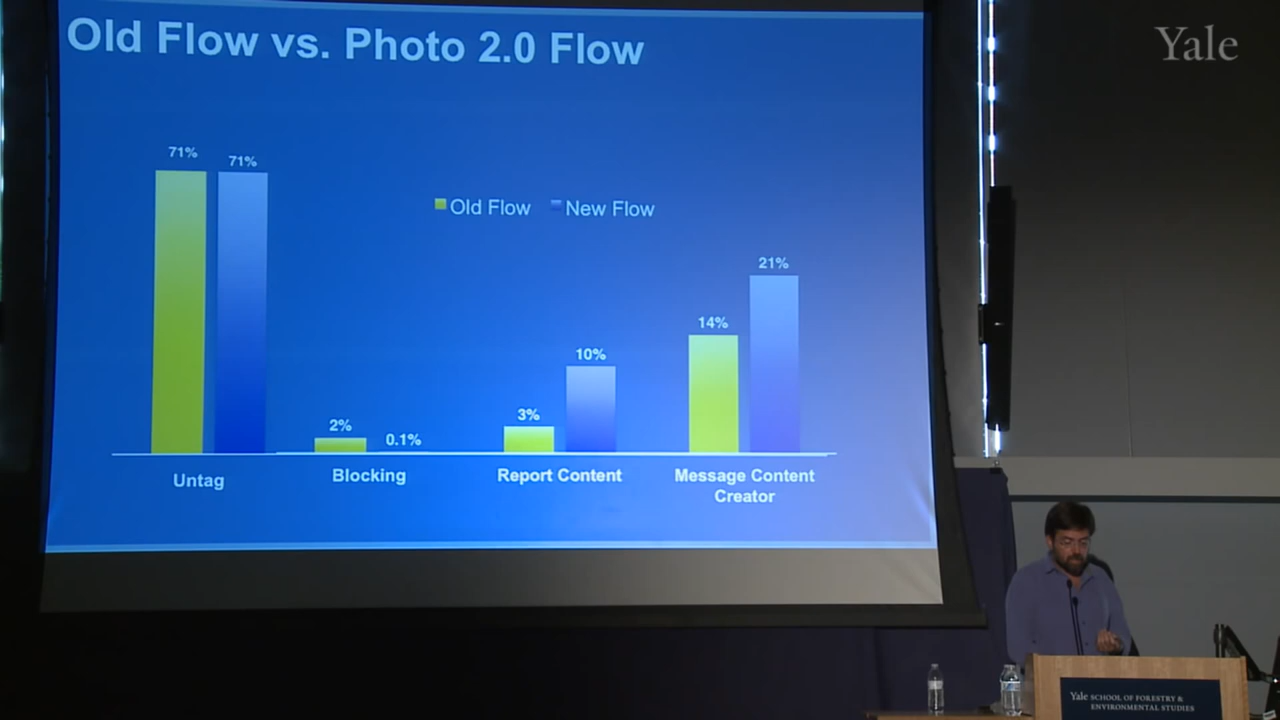 Old Flow vs. Photo 2.0 Flow
Yale
71%
71%
Old Flow
New Flow
21%
14%
10%
3%
2%
0.1%
Untag
Blocking
Report Content
Message Content
Creator
Yale SCHOOL OF FORESTRY &
ENVIRONMENTAL STUDIES